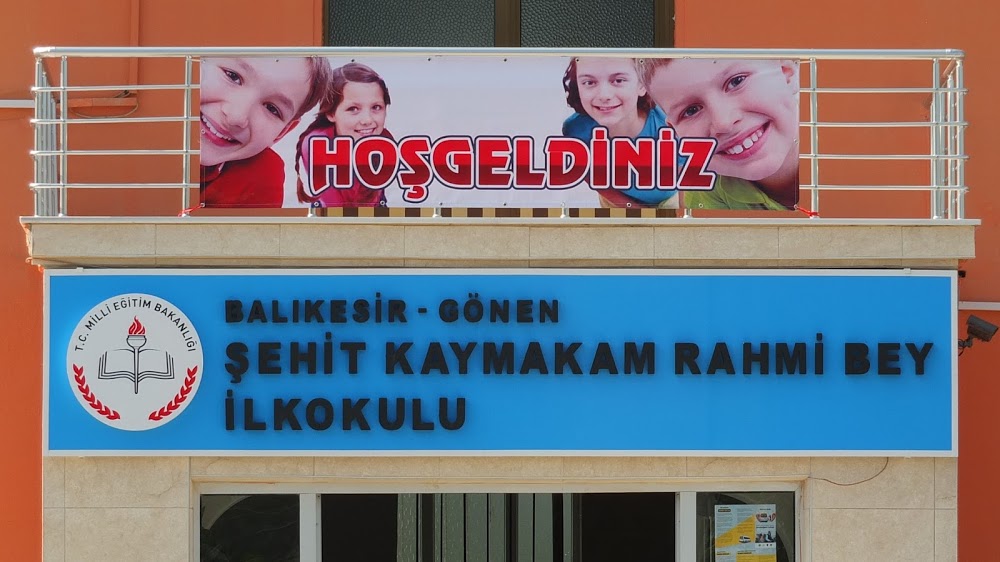 HOŞGELDİNİZ
T.C. MİLLİ EĞİTİM BAKANLIĞI
BALIKESİR - GÖNEN
ŞEHİT KAYMAKAM RAHMİ BEY
İLKOKULU